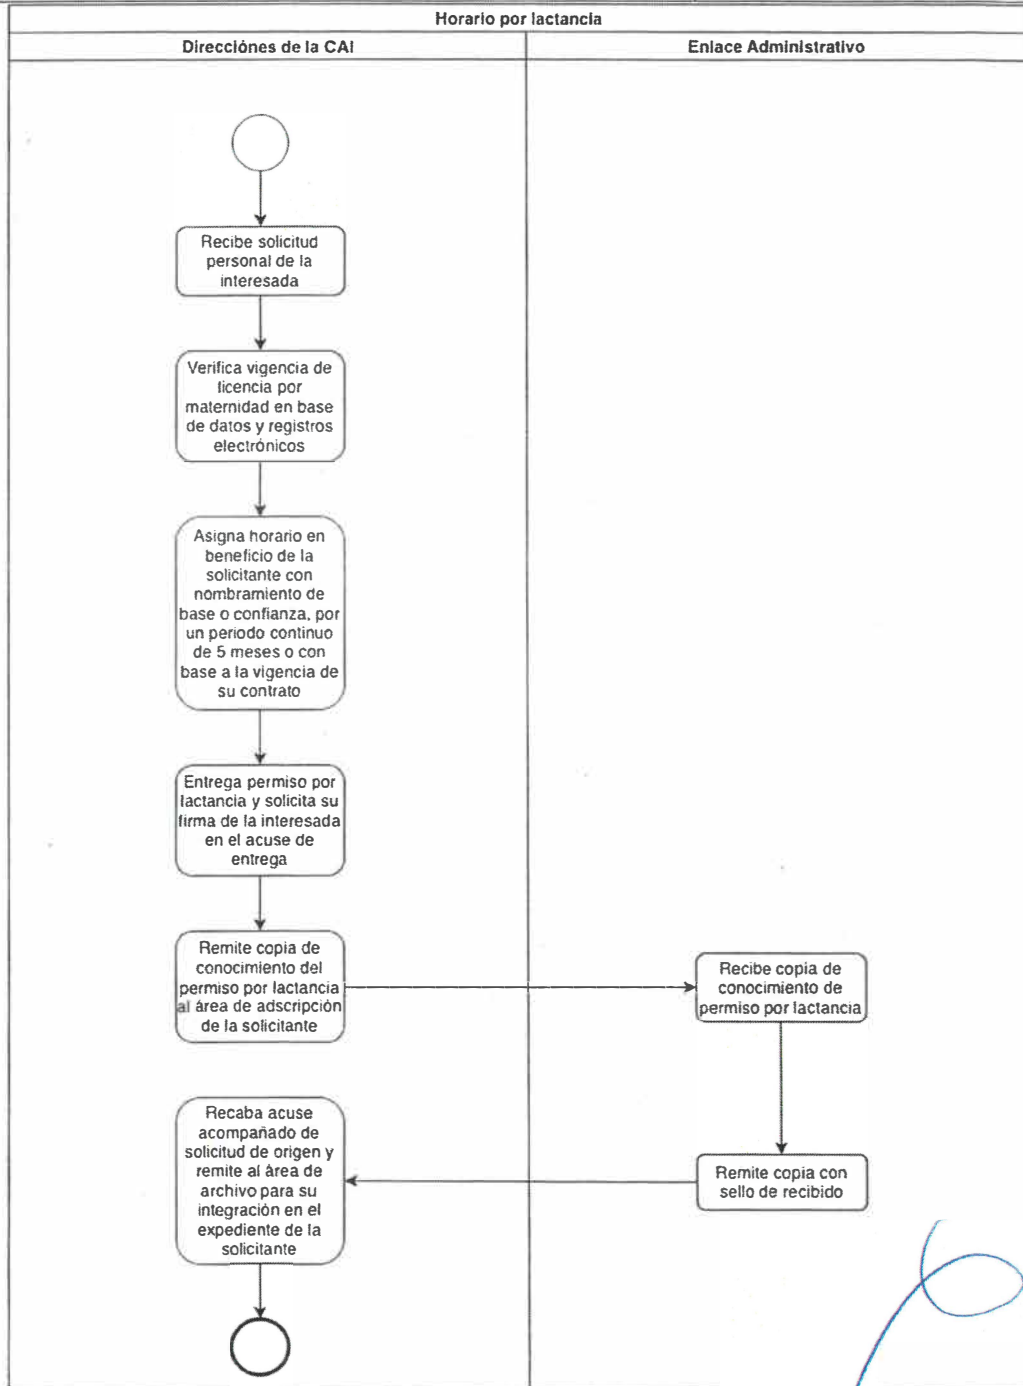 Horario por lactancia
Direcciónes de la CAI
Enlace Administrativo
Recibe solicitud
personal de la
interesada
Verifica vigencia de
licencia por
maternidad en base
de datos y registros
electrónicos
Asigna horario en
beneficio de la
solicitante con
nombramiento de
base o confianza, por
un periodo continuo
de 5 meses o con
base a la vigencia de
su contrato
Entrega permiso por
lactancia y solicita su
firma de la interesada
en el acuse de
entrega
Remite copia de
conocimiento del
permiso por lactancia
al área de adscripción
de la solicitante
Recibe copia de
conocimiento de
permiso por lactancia
Remite copia con
sello de recibido
Recaba acuse
acompañado de
solicitud de origen y
remite al área de
archivo para su
integración en el
expediente de la
solicitante